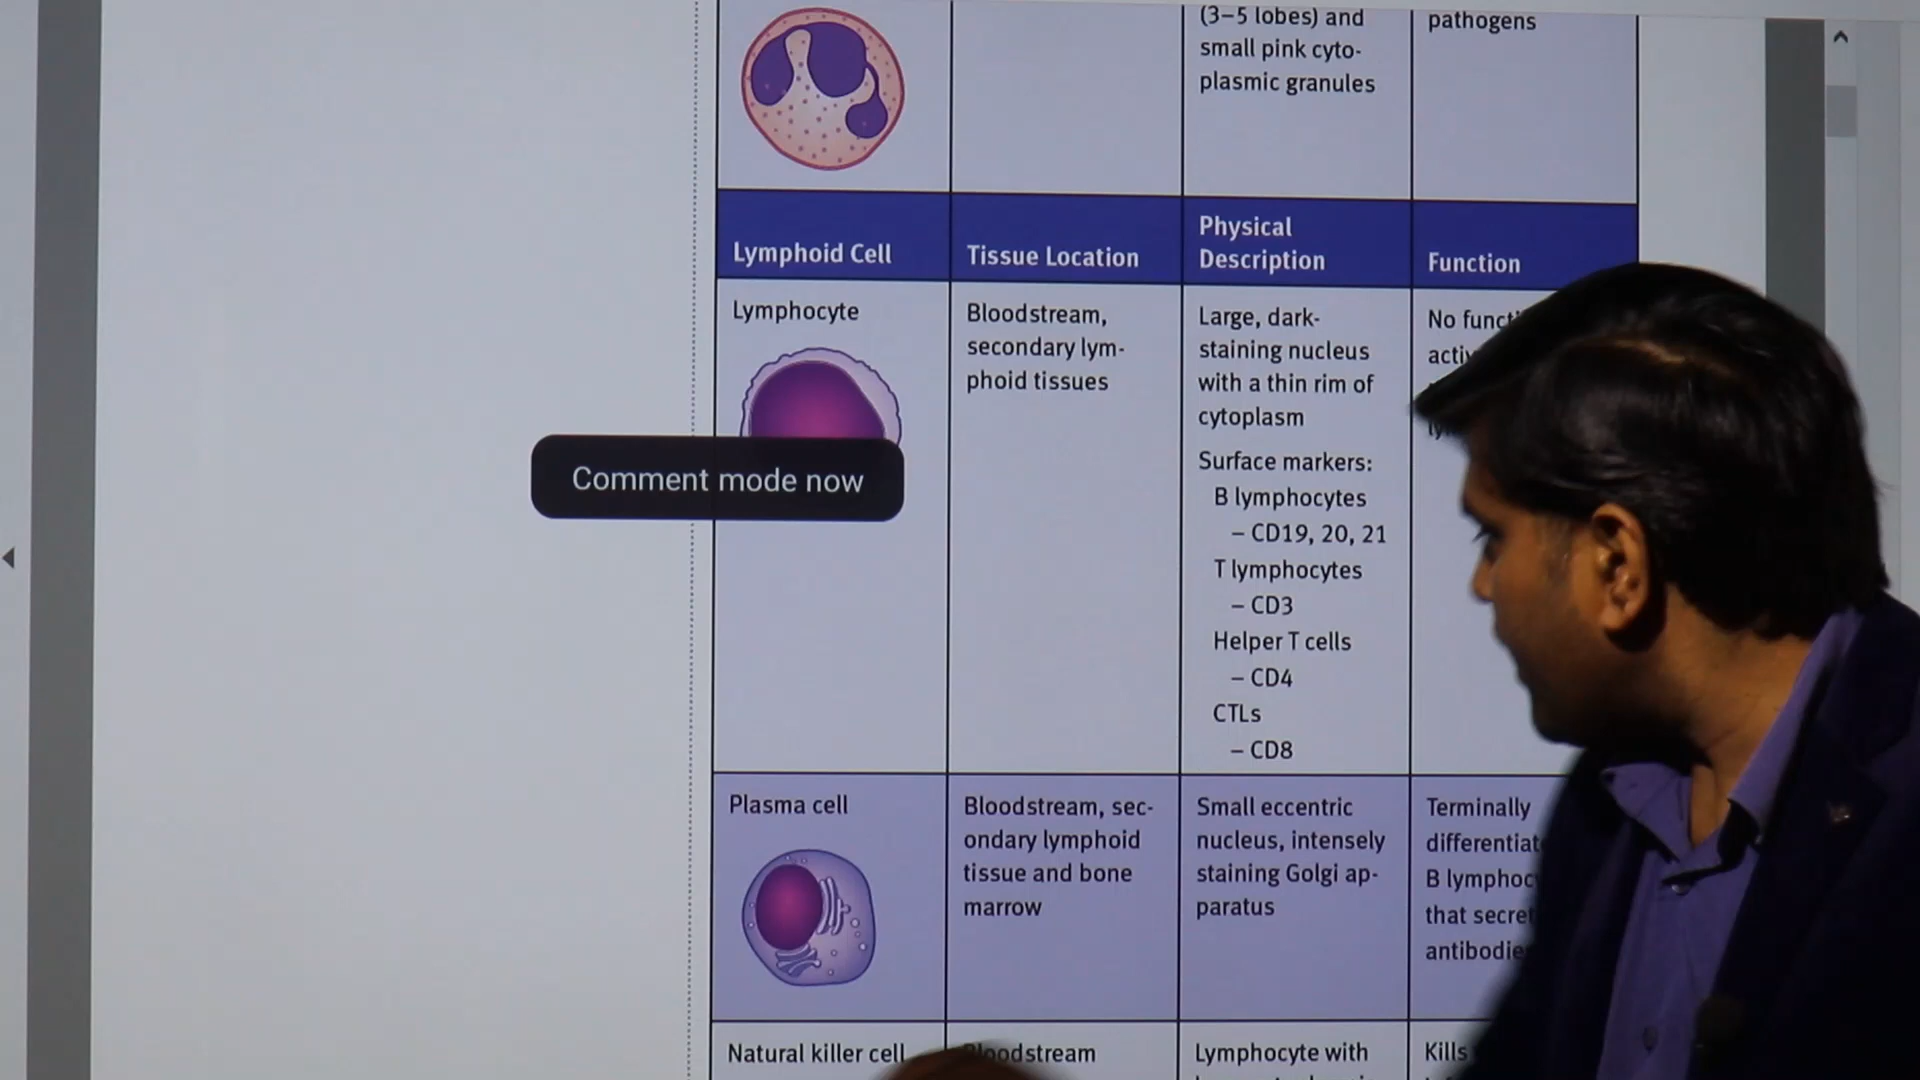 (3–5 lobes) and
small pink cyto-
plasmic granules
pathogens
Lymphoid Cell
Tissue Location
Physical
Description
Function
Lymphocyte
Bloodstream,
secondary lym-
phoid tissues
Large, dark-
staining nucleus
with a thin rim of
cytoplasm
Surface markers:
B lymphocytes
– CD19, 20, 21
T lymphocytes
– CD3
Helper T cells
– CD4
CTLs
– CD8
No
Comment mode now
Plasma cell
Bloodstream, sec-
ondary lymphoid
tissue and bone
marrow
Small eccentric
nucleus, intensely
staining Golgi ap-
paratus
Terminally
B
that
Natural killer cell
Lymphocyte with
Kills